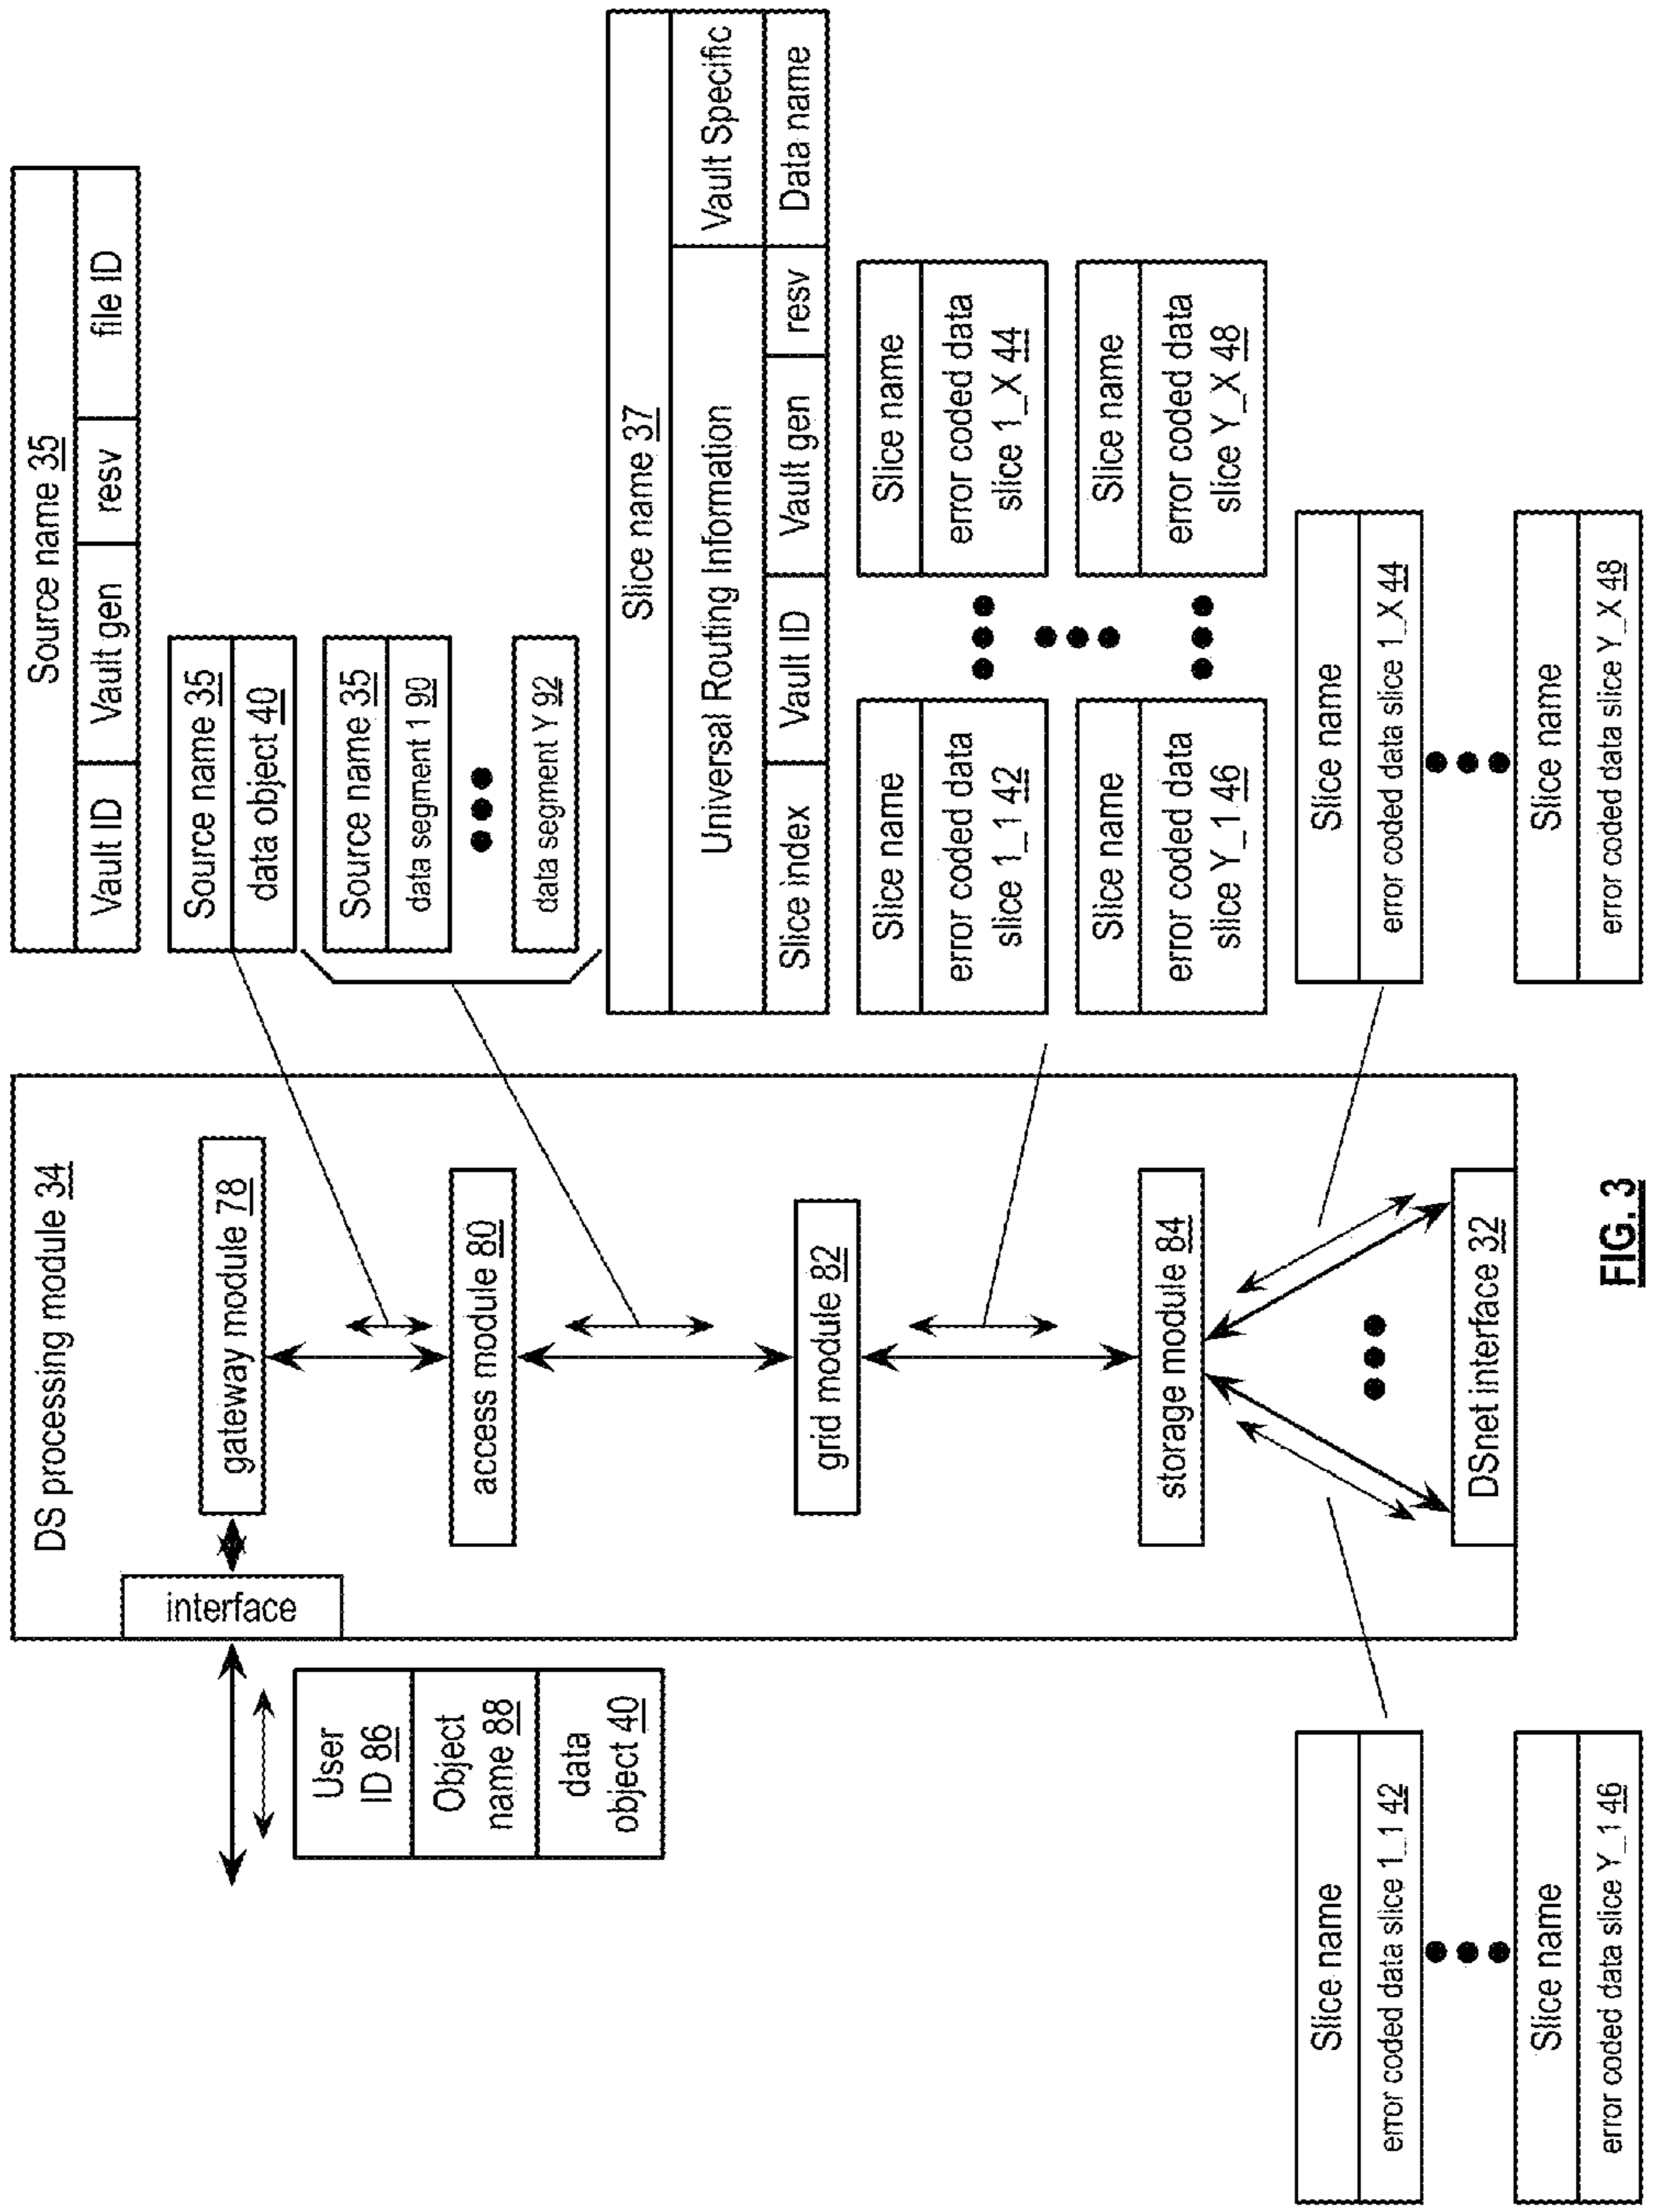 DS processing module 34
interface
gateway module 78
access module 80
grid module 82
storage module 84
DSnet interface 32
User
ID 86
Object
name 88
data
object 40
Source name 35
Vault ID
Vault gen
resv
file ID
Source name 35
data object 40
Source name 35
data segment 1 90
data segment Y 92
Slice name 37
Universal Routing Information
Vault Specific
Slice index
Vault ID
Vault gen
resv
Data name
Slice name
error coded data
slice 1_1 42
Slice name
error coded data
slice 1_X 44
Slice name
error coded data
slice Y_1 46
Slice name
error coded data
slice Y_X 48
Slice name
error coded data slice 1_1 42
Slice name
error coded data slice Y_1 46
Slice name
error coded data slice 1_X 44
Slice name
error coded data slice Y_X 48
FIG. 3